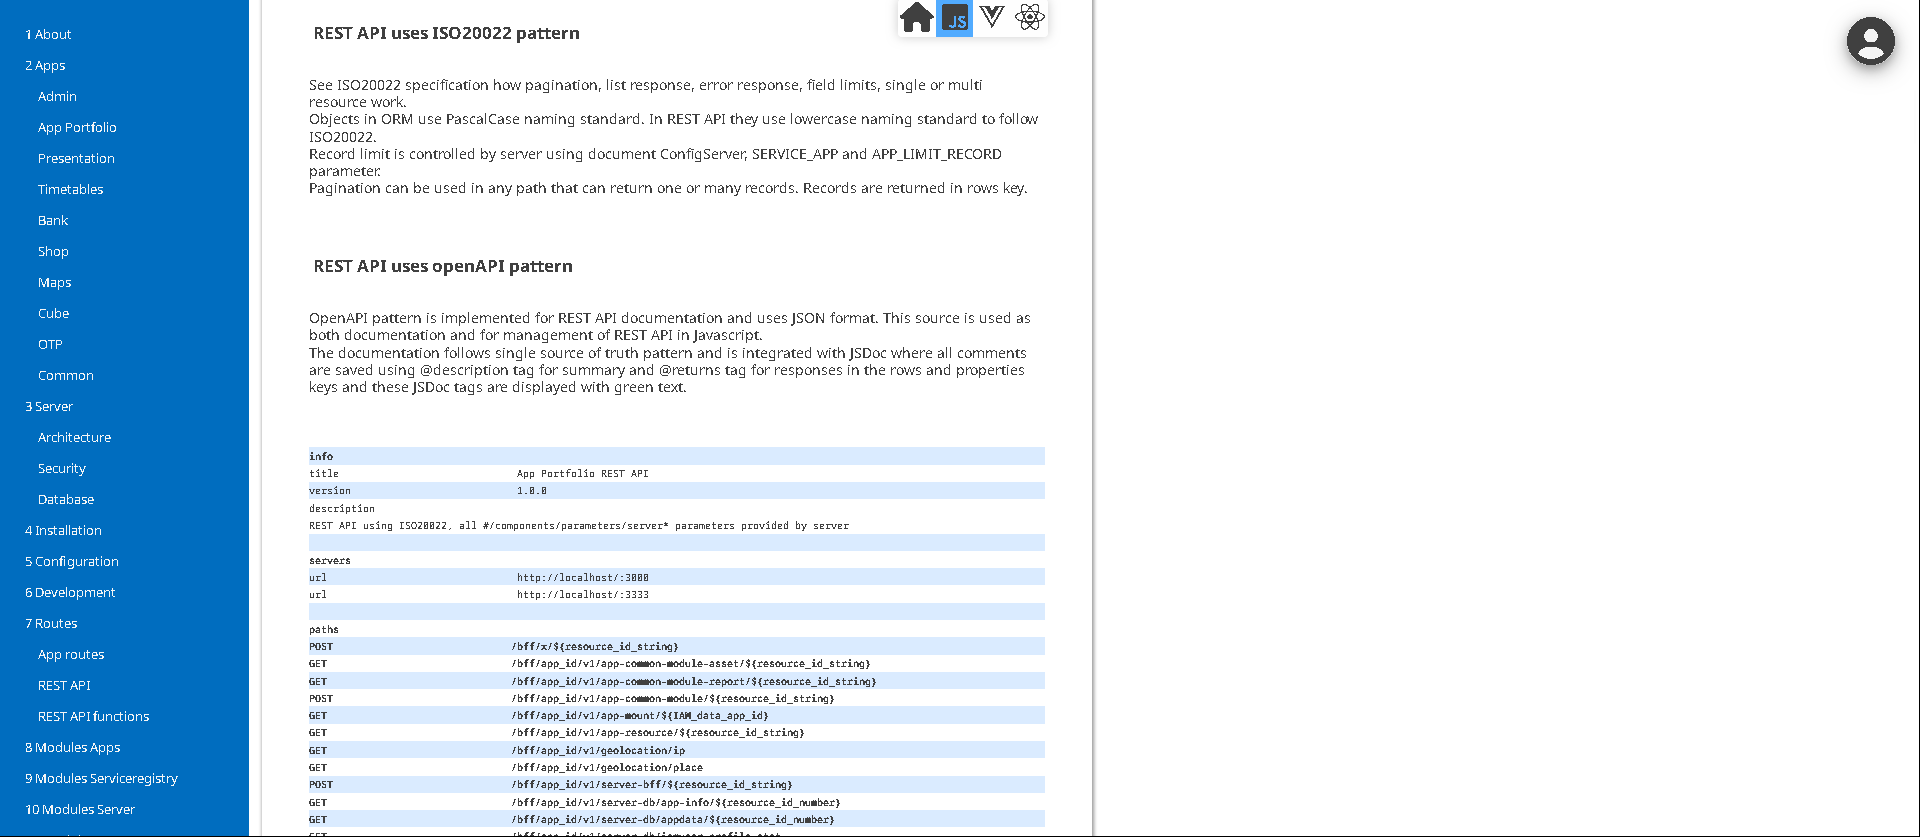 1 About
2 Apps
Admin
App Portfolio
Presentation
Timetables
Bank
Shop
Maps
Cube
OTP
Common
3 Server
Architecture
Security
Database
4 Installation
5 Configuration
6 Development
7 Routes
App routes
REST API
REST API functions
8 Modules Apps
9 Modules Serviceregistry
10 Modules Server
JS
REST API uses ISO20022 pattern
See ISO20022 specification how pagination, list response, error response, field limits, single or multi
resource work.
Objects in ORM use PascalCase naming standard. In REST API they use lowercase naming standard to follow
ISO20022.
Record limit is controlled by server using document ConfigServer, SERVICE_APP and APP_LIMIT_RECORD
parameter.
Pagination can be used in any path that can return one or many records. Records are returned in rows key.
REST API uses openAPI pattern
OpenAPI pattern is implemented for REST API documentation and uses JSON format. This source is used as
both documentation and for management of REST API in Javascript.
The documentation follows single source of truth pattern and is integrated with JSDoc where all comments
are saved using @description tag for summary and @returns tag for responses in the rows and properties
keys and these JSDoc tags are displayed with green text.
info
title App Portfolio REST API
version 1.0.0
description
REST API using ISO20022, all #/components/parameters/server* parameters provided by server
servers
url http://localhost/:3000
url http://localhost/:3333
paths
POST /bff/x/${resource_id_string}
GET /bff/app_id/v1/app-common-module-asset/${resource_id_string}
GET /bff/app_id/v1/app-common-module-report/${resource_id_string}
POST /bff/app_id/v1/app-common-module/${resource_id_string}
GET /bff/app_id/v1/app-mount/${IAM_data_app_id}
GET /bff/app_id/v1/app-resource/${resource_id_string}
GET /bff/app_id/v1/geolocation/ip
GET /bff/app_id/v1/geolocation/place
POST /bff/app_id/v1/server-bff/${resource_id_string}
GET /bff/app_id/v1/server-db/app-info/${resource_id_number}
GET /bff/app_id/v1/server-db/appdata/${resource_id_number}